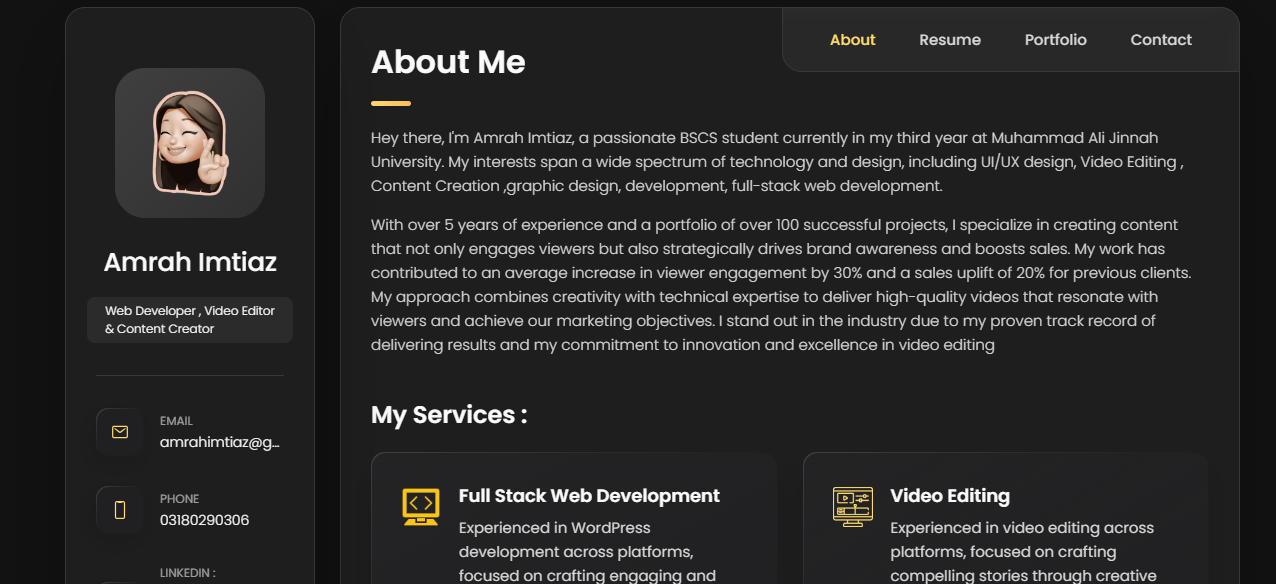 Amrah Imtiaz
Web Developer , Video Editor
& Content Creator
EMAIL
amrahimtiaz@g...
PHONE
03180290306
LINKEDIN :
About
Resume
Portfolio
Contact
About Me
Hey there, I'm Amrah Imtiaz, a passionate BSCS student currently in my third year at Muhammad Ali Jinnah
University. My interests span a wide spectrum of technology and design, including UI/UX design, Video Editing ,
Content Creation ,graphic design, development, full-stack web development.
With over 5 years of experience and a portfolio of over 100 successful projects, I specialize in creating content
that not only engages viewers but also strategically drives brand awareness and boosts sales. My work has
contributed to an average increase in viewer engagement by 30% and a sales uplift of 20% for previous clients.
My approach combines creativity with technical expertise to deliver high-quality videos that resonate with
viewers and achieve our marketing objectives. I stand out in the industry due to my proven track record of
delivering results and my commitment to innovation and excellence in video editing
My Services :
Full Stack Web Development
Experienced in WordPress
development across platforms,
focused on crafting engaging and
Video Editing
Experienced in video editing across
platforms, focused on crafting
compelling stories through creative